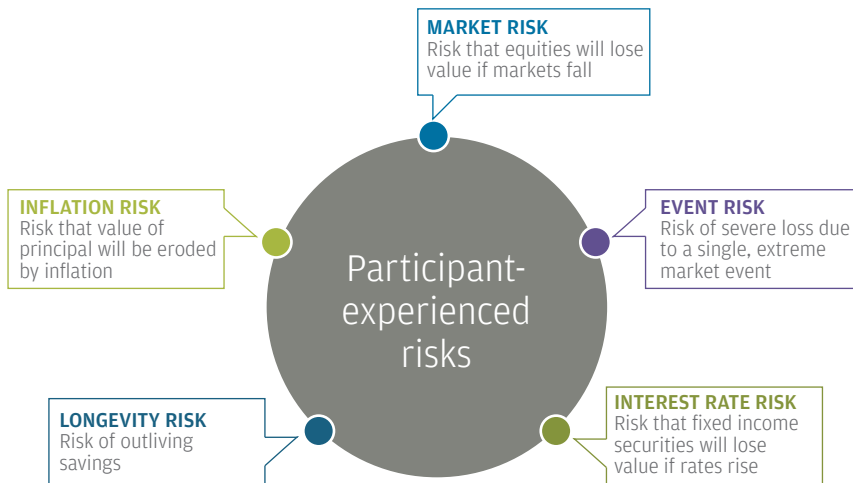 MARKET RISK
Risk that equities will lose
value if markets fall
INFLATION RISK
Risk that value of
principal will be eroded
by inflation
EVENT RISK
Risk of severe loss due
to a single, extreme
market event
Participant-
experienced
risks
LONGEVITY RISK
Risk of outliving
savings
INTEREST RATE RISK
Risk that fixed income
securities will lose
value if rates rise